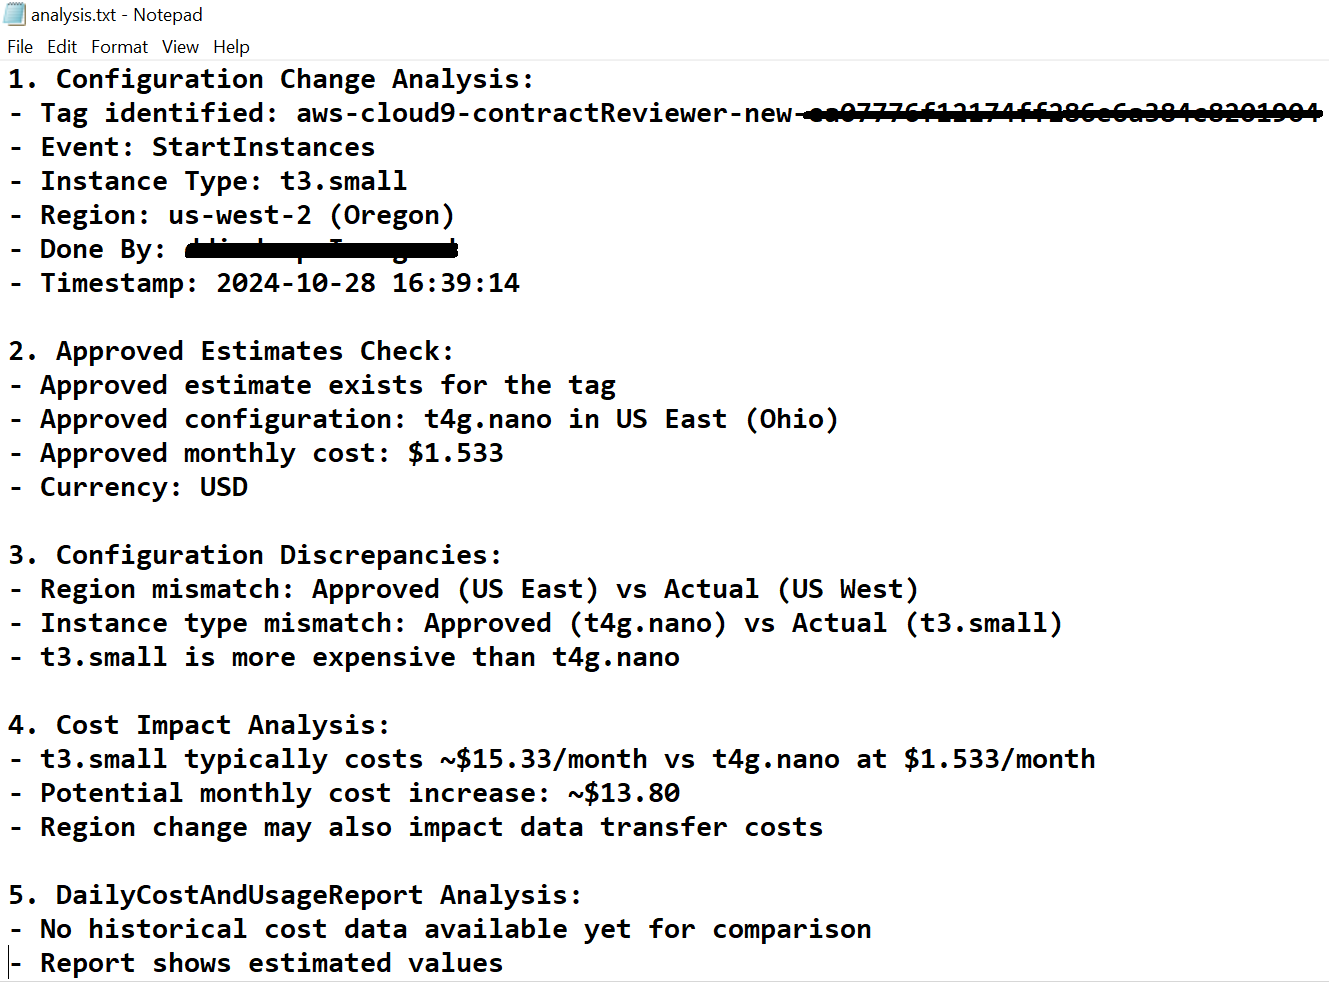 analysis.txt - Notepad
File Edit Format View Help
1. Configuration Change Analysis:
- Tag identified: aws-cloud9-contractReviewer-new-
- Event: StartInstances
- Instance Type: t3.small
- Region: us-west-2 (Oregon)
- Done By:
- Timestamp: 2024-10-28 16:39:14
2. Approved Estimates Check:
- Approved estimate exists for the tag
- Approved configuration: t4g.nano in US East (Ohio)
- Approved monthly cost: $1.533
- Currency: USD
3. Configuration Discrepancies:
- Region mismatch: Approved (US East) vs Actual (US West)
- Instance type mismatch: Approved (t4g.nano) vs Actual (t3.small)
- t3.small is more expensive than t4g.nano
4. Cost Impact Analysis:
- t3.small typically costs ~$15.33/month vs t4g.nano at $1.533/month
- Potential monthly cost increase: ~$13.80
- Region change may also impact data transfer costs
5. DailyCostAndUsageReport Analysis:
- No historical cost data available yet for comparison
- Report shows estimated values